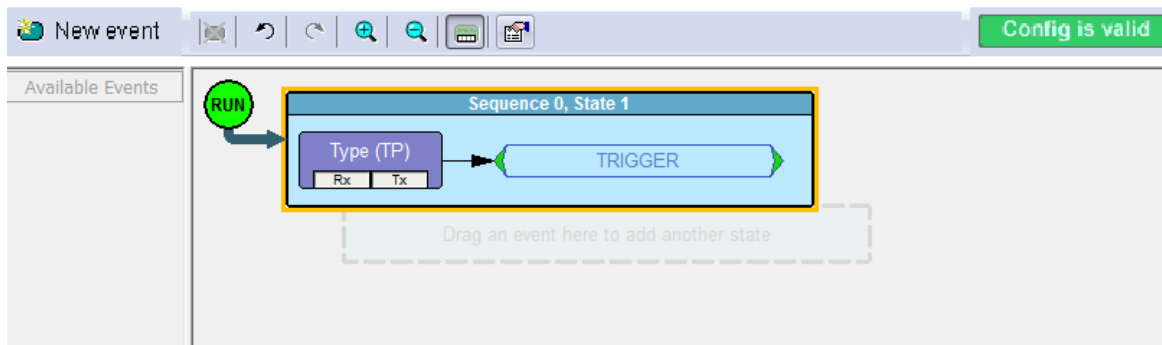 New event
Config is valid
Available Events
RUN
Sequence 0, State 1
Type (TP)
TRIGGER
Rx Tx
Drag an event here to add another state